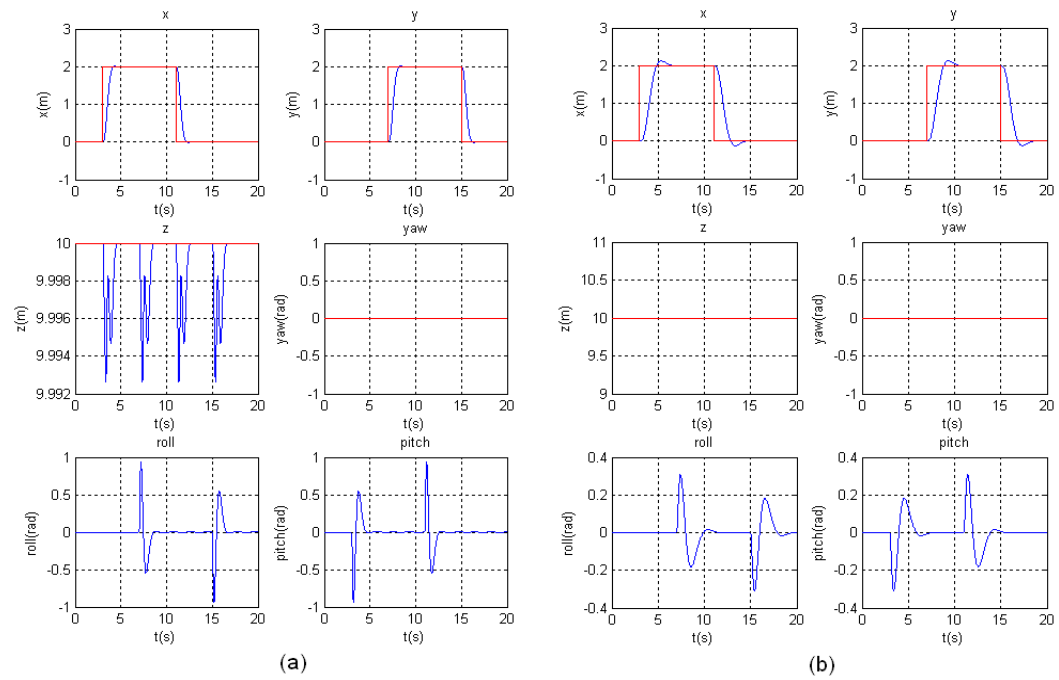 x
3
2
1
0
-1
x(m)
0 5 10 15 20
t(s)
y
3
2
1
0
-1
y(m)
0 5 10 15 20
t(s)
z
10
9.998
9.996
9.994
9.992
z(m)
0 5 10 15 20
t(s)
yaw
1
0.5
0
-0.5
-1
yaw(rad)
0 5 10 15 20
t(s)
roll
1
0.5
0
-0.5
-1
roll(rad)
0 5 10 15 20
t(s)
pitch
1
0.5
0
-0.5
-1
pitch(rad)
0 5 10 15 20
t(s)
(a)
x
3
2
1
0
-1
x(m)
0 5 10 15 20
t(s)
y
3
2
1
0
-1
y(m)
0 5 10 15 20
t(s)
z
11
10.5
10
9.5
9
z(m)
0 5 10 15 20
t(s)
yaw
1
0.5
0
-0.5
-1
yaw(rad)
0 5 10 15 20
t(s)
roll
0.4
0.2
0
-0.2
-0.4
roll(rad)
0 5 10 15 20
t(s)
pitch
0.4
0.2
0
-0.2
-0.4
pitch(rad)
0 5 10 15 20
t(s)
(b)